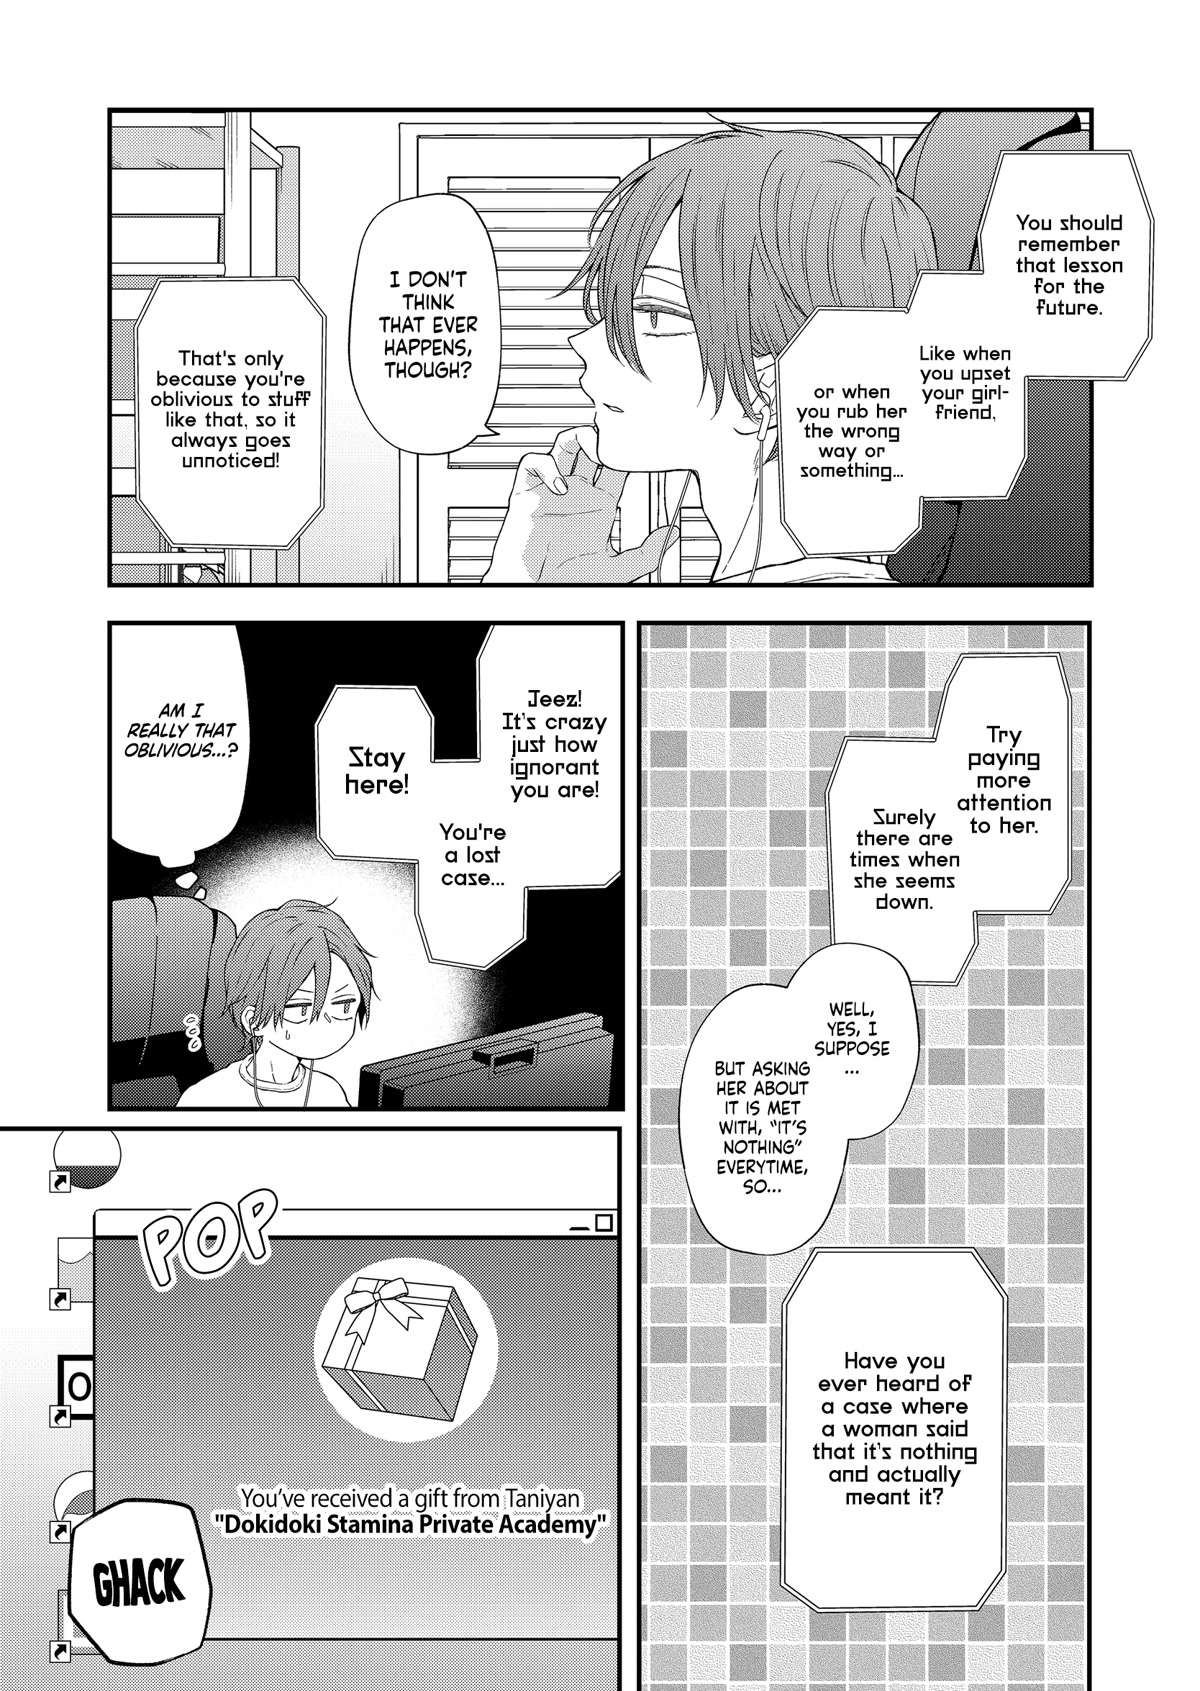 You should
remember
that lesson
for the
future.
Like when
you upset
your girl-
friend,
or when
you rub her
the wrong
way or
something...
I DON'T
THINK
THAT EVER
HAPPENS,
THOUGH?
That's only
because you're
oblivious to stuff
like that, so it
always goes
unnoticed!
Try
paying
more
attention
to her.
Surely
there are
times when
she seems
down.
WELL,
YES, I
SUPPOSE
...
BUT ASKING
HER ABOUT
IT IS MET
WITH, "IT'S
NOTHING"
EVERYTIME,
SO...
Have you
ever heard of
a case where
a woman said
that it's nothing
and actually
meant it?
Jeez!
It's crazy
just how
ignorant
you are!
You're
a lost
case...
Stay
here!
AM I
REALLY THAT
OBLIVIOUS...?
POP
O
You've received a gift from Taniyan
"Dokidoki Stamina Private Academy"
GHACK